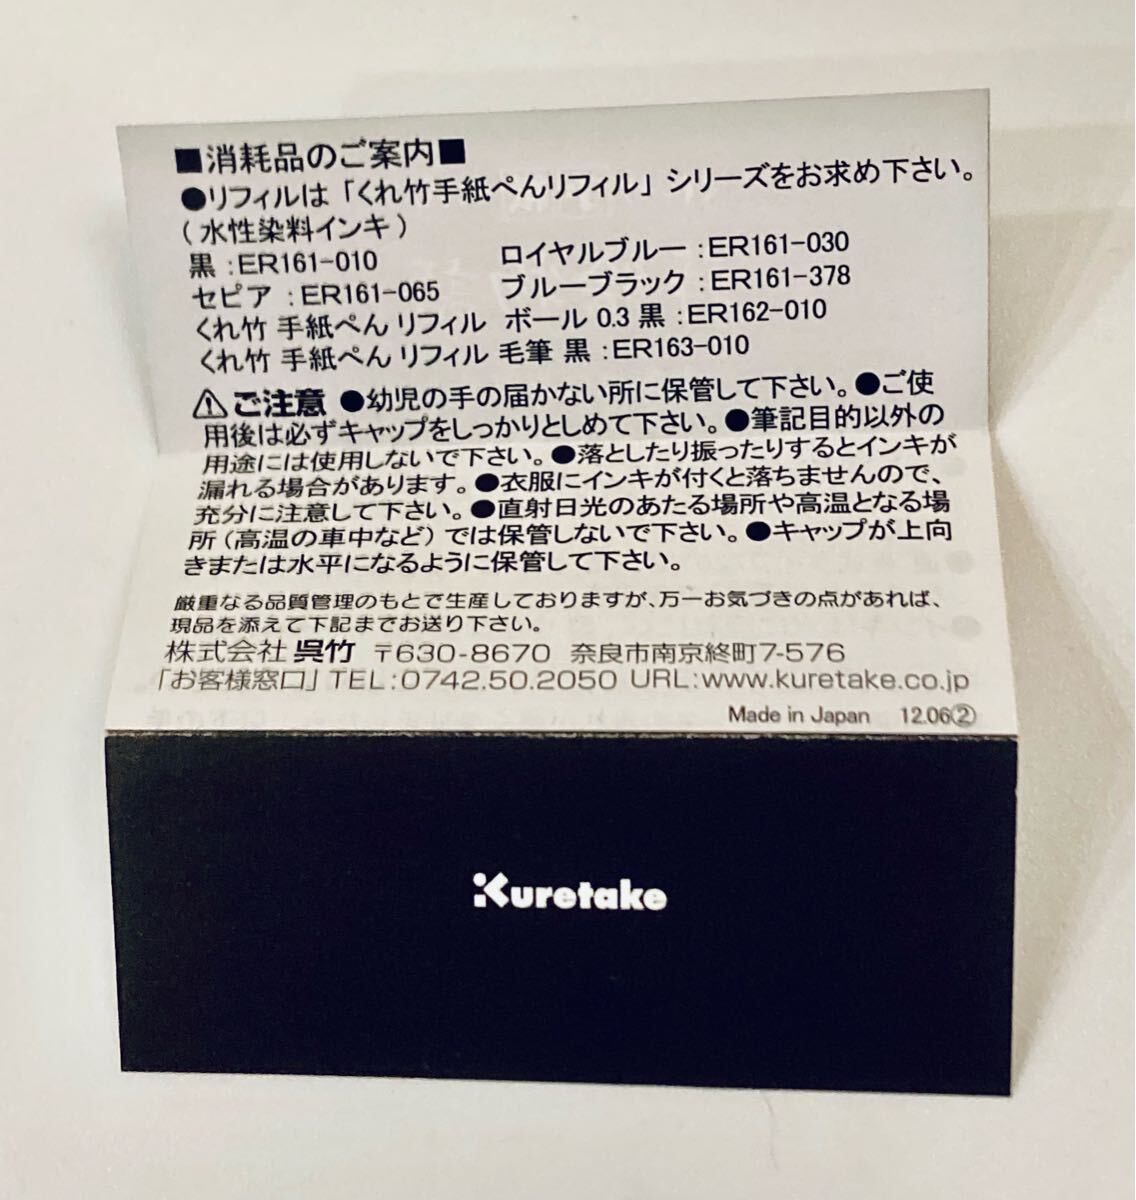 ■消耗品のご案内■
●リフィルは「くれ竹手紙ぺんリフィル」シリーズをお求め下さい。
(水性染料インキ)
黒:ER161-010 ロイヤルブルー:ER161-030
セピア:ER161-065 ブルーブラック:ER161-378
くれ竹 手紙ぺん リフィル ボール 0.3 黒:ER162-010
くれ竹 手紙ぺん リフィル 毛筆 黒:ER163-010
⚠ご注意 ●幼児の手の届かない所に保管して下さい。●ご使
用後は必ずキャップをしっかりとしめて下さい。●筆記目的以外の
用途には使用しないで下さい。●落としたり振ったりするとインキが
漏れる場合があります。●衣服にインキが付くと落ちませんので、
充分に注意して下さい。●直射日光のあたる場所や高温となる場
所(高温の車中など)では保管しないで下さい。●キャップが上向
きまたは水平になるように保管して下さい。
厳重なる品質管理のもとで生産しておりますが、万一お気づきの点があれば、
現品を添えて下記までお送り下さい。
株式会社 呉竹 〒630-8670 奈良市南京終町7-576
「お客様窓口」TEL:0742.50.2050 URL:www.kuretake.co.jp
Made in Japan 12.06②
Kuretake